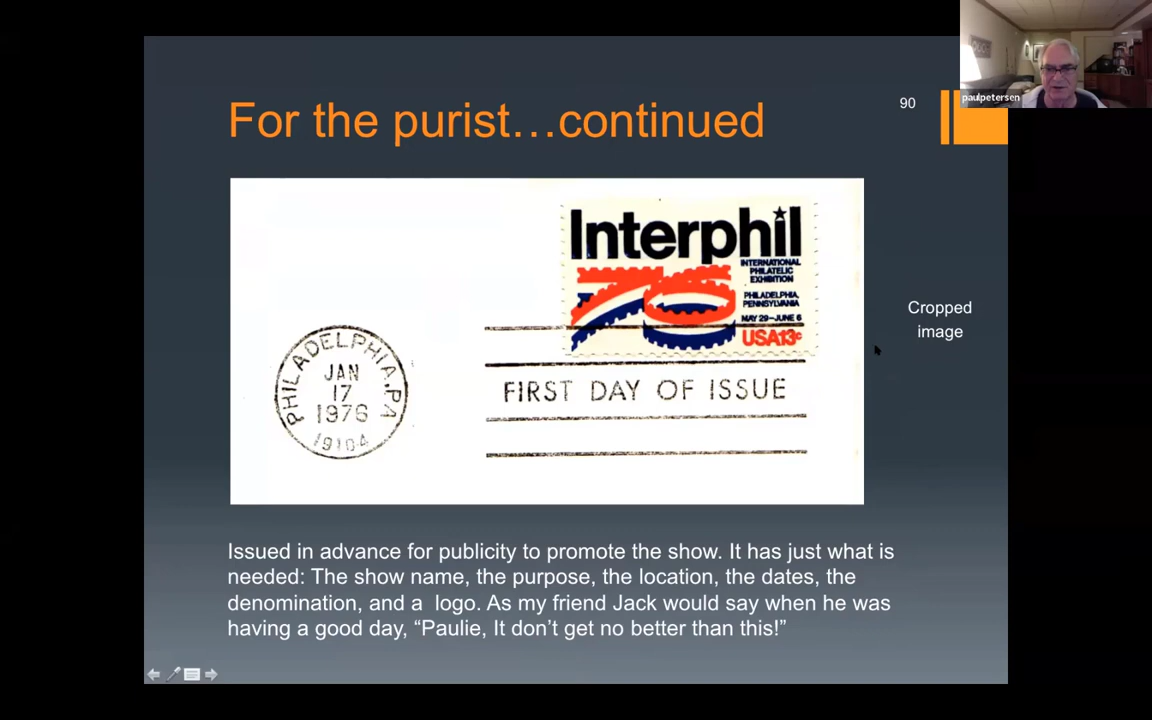 paulpetersen
90
For the purist…continued
Interphil
INTERNATIONAL
PHILATELIC
EXHIBITION
PHILADELPHIA,
PENNSYLVANIA
MAY 29–JUNE 6
USA13c
76
PHILADELPHIA, PA
JAN
17
1976
19104
FIRST DAY OF ISSUE
Cropped
image
Issued in advance for publicity to promote the show. It has just what is
needed: The show name, the purpose, the location, the dates, the
denomination, and a logo. As my friend Jack would say when he was
having a good day, “Paulie, It don’t get no better than this!”